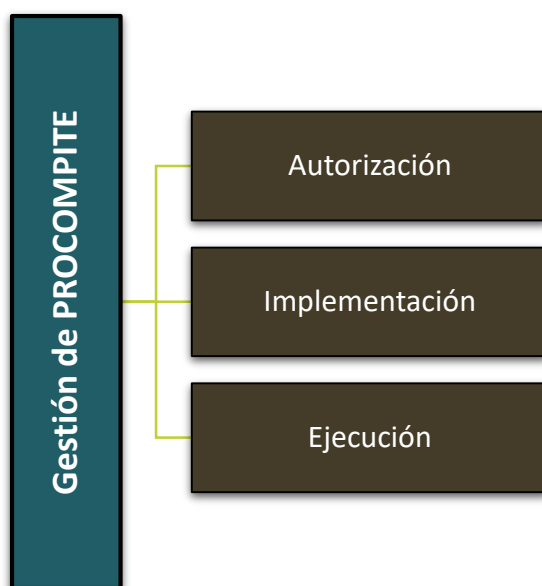 Gestión de PROCOMPITE
Autorización
Implementación
Ejecución